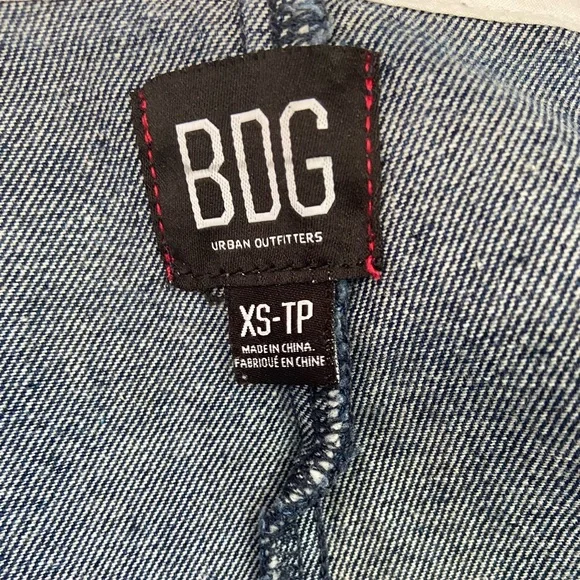 BDG
URBAN OUTFITTERS
XS-TP
MADE IN CHINA.
FABRIQUÉ EN CHINE